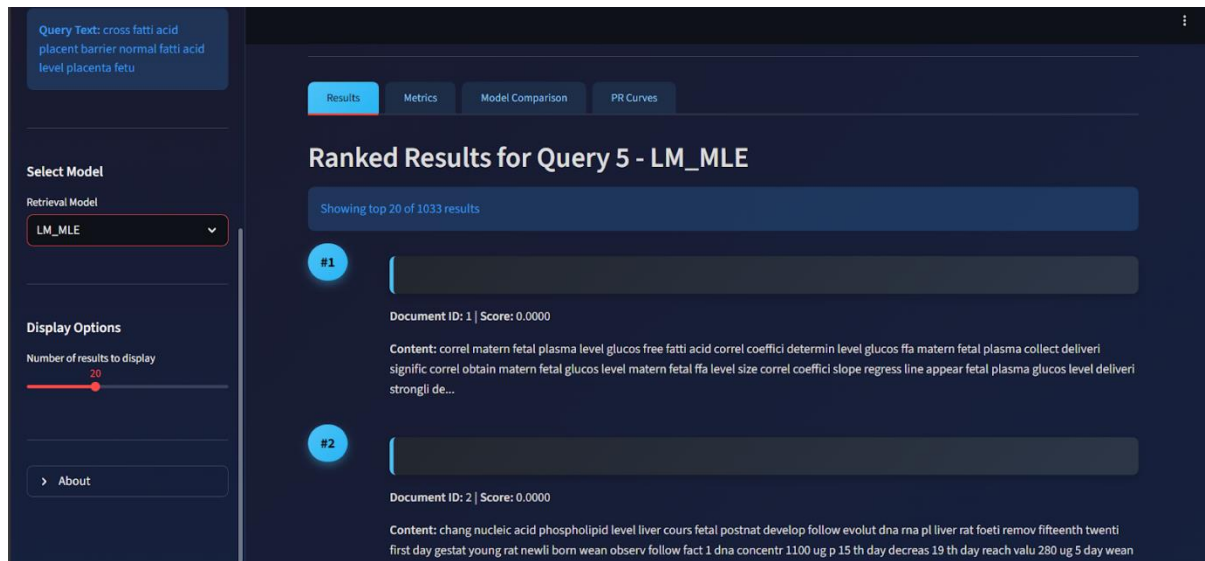 Query Text: cross fatti acid
placent barrier normal fatti acid
level placenta fetu
Select Model
Retrieval Model
LM_MLE
Display Options
Number of results to display
20
About
Results
Metrics
Model Comparison
PR Curves
Ranked Results for Query 5 - LM_MLE
Showing top 20 of 1033 results
#1
Document ID: 1 | Score: 0.0000
Content: correl matern fetal plasma level glucos free fatti acid correl coeffici determin level glucos ffa matern fetal plasma collect deliveri
signific correl obtain matern fetal glucos level matern fetal ffa level size correl coeffici slope regress line appear fetal plasma glucos level deliveri
strongli de...
#2
Document ID: 2 | Score: 0.0000
Content: chang nucleic acid phospholipid level liver cours fetal postnat develop follow evolut dna rna pl liver rat foeti remov fifteenth twenti
first day gestat young rat newli born wean observ follow fact 1 dna concentr 1100 ug p 15 th day decreas 19 th day reach valu 280 ug 5 day wean